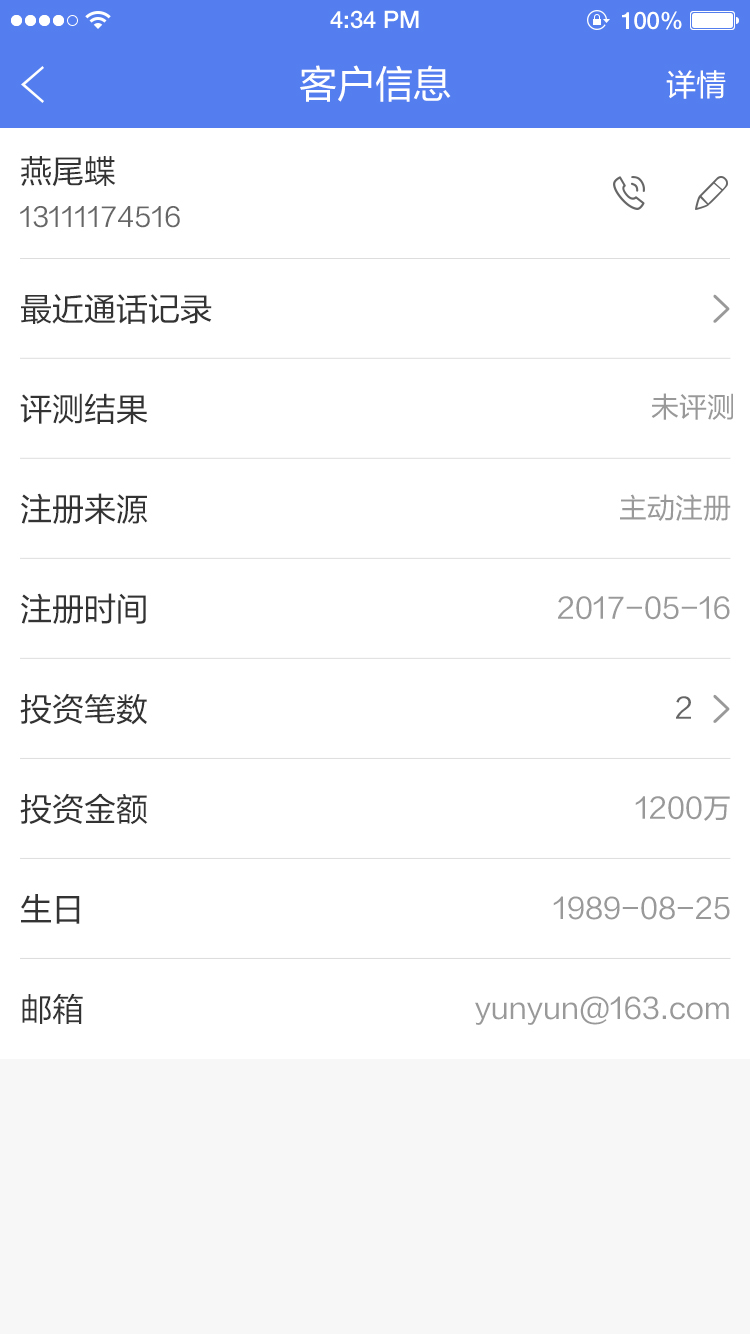 4:34 PM 100%
客户信息 详情
燕尾蝶
13111174516
最近通话记录
评测结果 未评测
注册来源 主动注册
注册时间 2017-05-16
投资笔数 2
投资金额 1200万
生日 1989-08-25
邮箱 yunyun@163.com